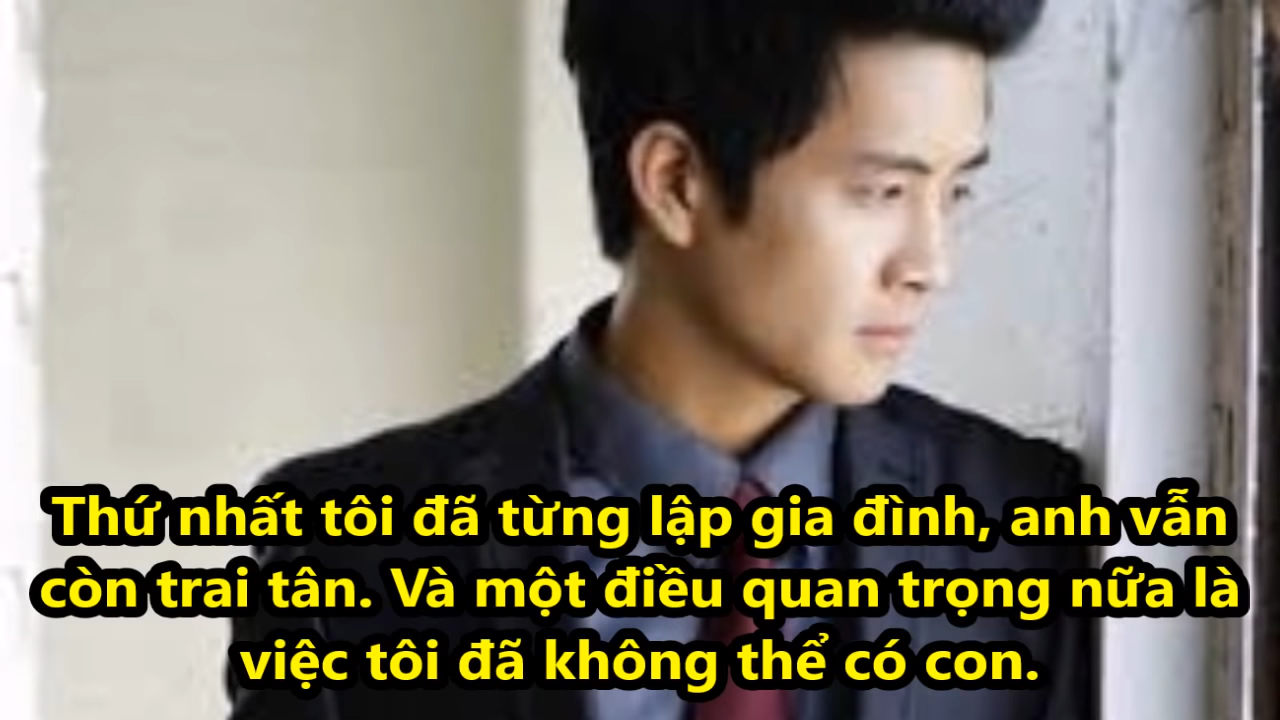 Thứ nhất tôi đã từng lập gia đình, anh vẫn
còn trai tân. Và một điều quan trọng nữa là
việc tôi đã không thể có con.